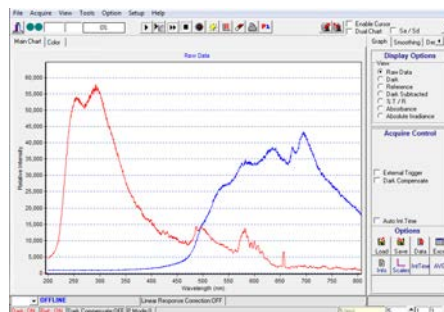 File Acquire View Tools Option Setup Help
0%
Enable Cursor
Dual Chart Sa / Sd
Main Chart Color
Graph Smoothing
Raw Data
Display Options
View
Raw Data
Dark
Reference
Dark Subtracted
S.T / R
Absorbance
Absolute Irradiance
Acquire Control
External Trigger
Dark Compensate
Auto Int.Time
Options
Load Save Data
Info Scales IntTime AVG
Relative Intensity
60,000
55,000
50,000
45,000
40,000
35,000
30,000
25,000
20,000
15,000
10,000
5,000
0
200 250 300 350 400 450 500 550 600 650 700 750 800
Wavelength (nm)
OFFLINE
Linear Response Correction:OFF